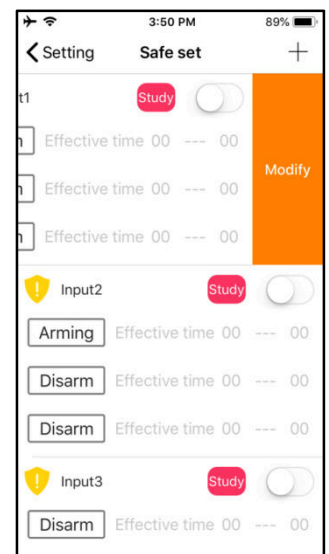 3:50 PM 89%
Setting Safe set +
t1 Study
Effective time 00 --- 00
Modify
Effective time 00 --- 00
Effective time 00 --- 00
Input2 Study
Arming Effective time 00 --- 00
Disarm Effective time 00 --- 00
Disarm Effective time 00 --- 00
Input3 Study
Disarm Effective time 00 --- 00